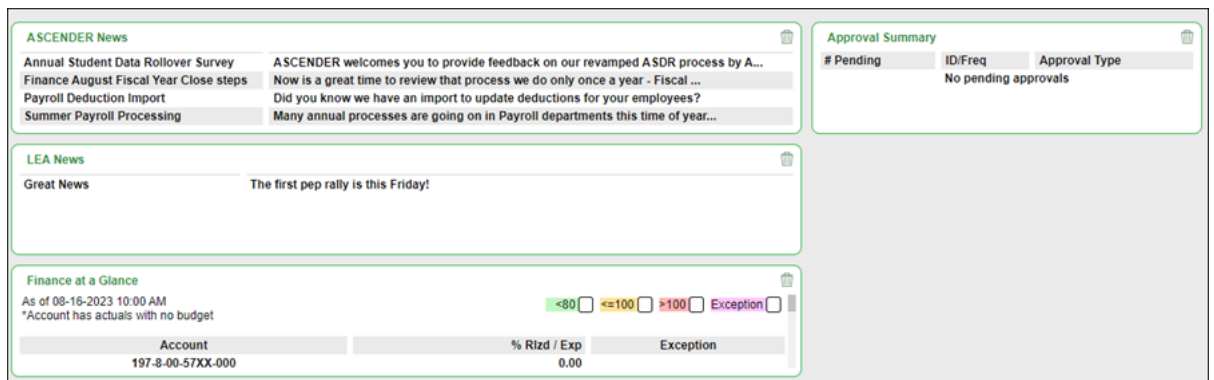 ASCENDER News
Annual Student Data Rollover Survey ASCENDER welcomes you to provide feedback on our revamped ASDR process by A...
Finance August Fiscal Year Close steps Now is a great time to review that process we do only once a year - Fiscal ...
Payroll Deduction Import Did you know we have an import to update deductions for your employees?
Summer Payroll Processing Many annual processes are going on in Payroll departments this time of year...
Approval Summary
# Pending ID/Freq Approval Type
No pending approvals
LEA News
Great News The first pep rally is this Friday!
Finance at a Glance
As of 08-16-2023 10:00 AM
*Account has actuals with no budget
<80 <=100 >100 Exception
Account % Rlzd / Exp Exception
197-8-00-57XX-000 0.00